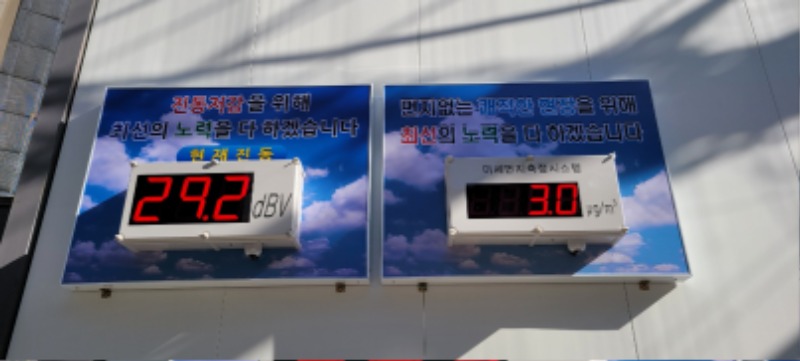 진동저감을 위해
최선의 노력을 다 하겠습니다
현재진동
29.2 dBV
먼지없는 쾌적한 현장을 위해
최선의 노력을 다 하겠습니다
미세먼지측정시스템
3.0 μg/m³